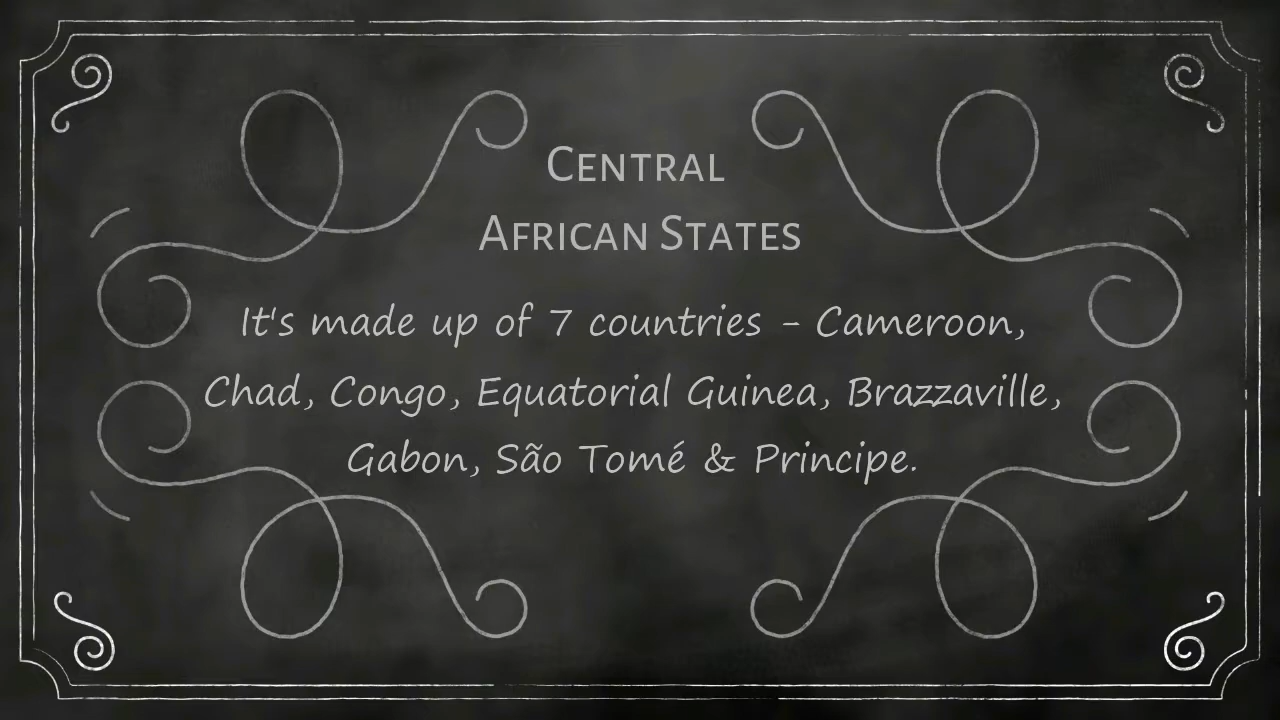 Central
African States
It's made up of 7 countries - Cameroon,
Chad, Congo, Equatorial Guinea, Brazzaville,
Gabon, São Tomé & Principe.